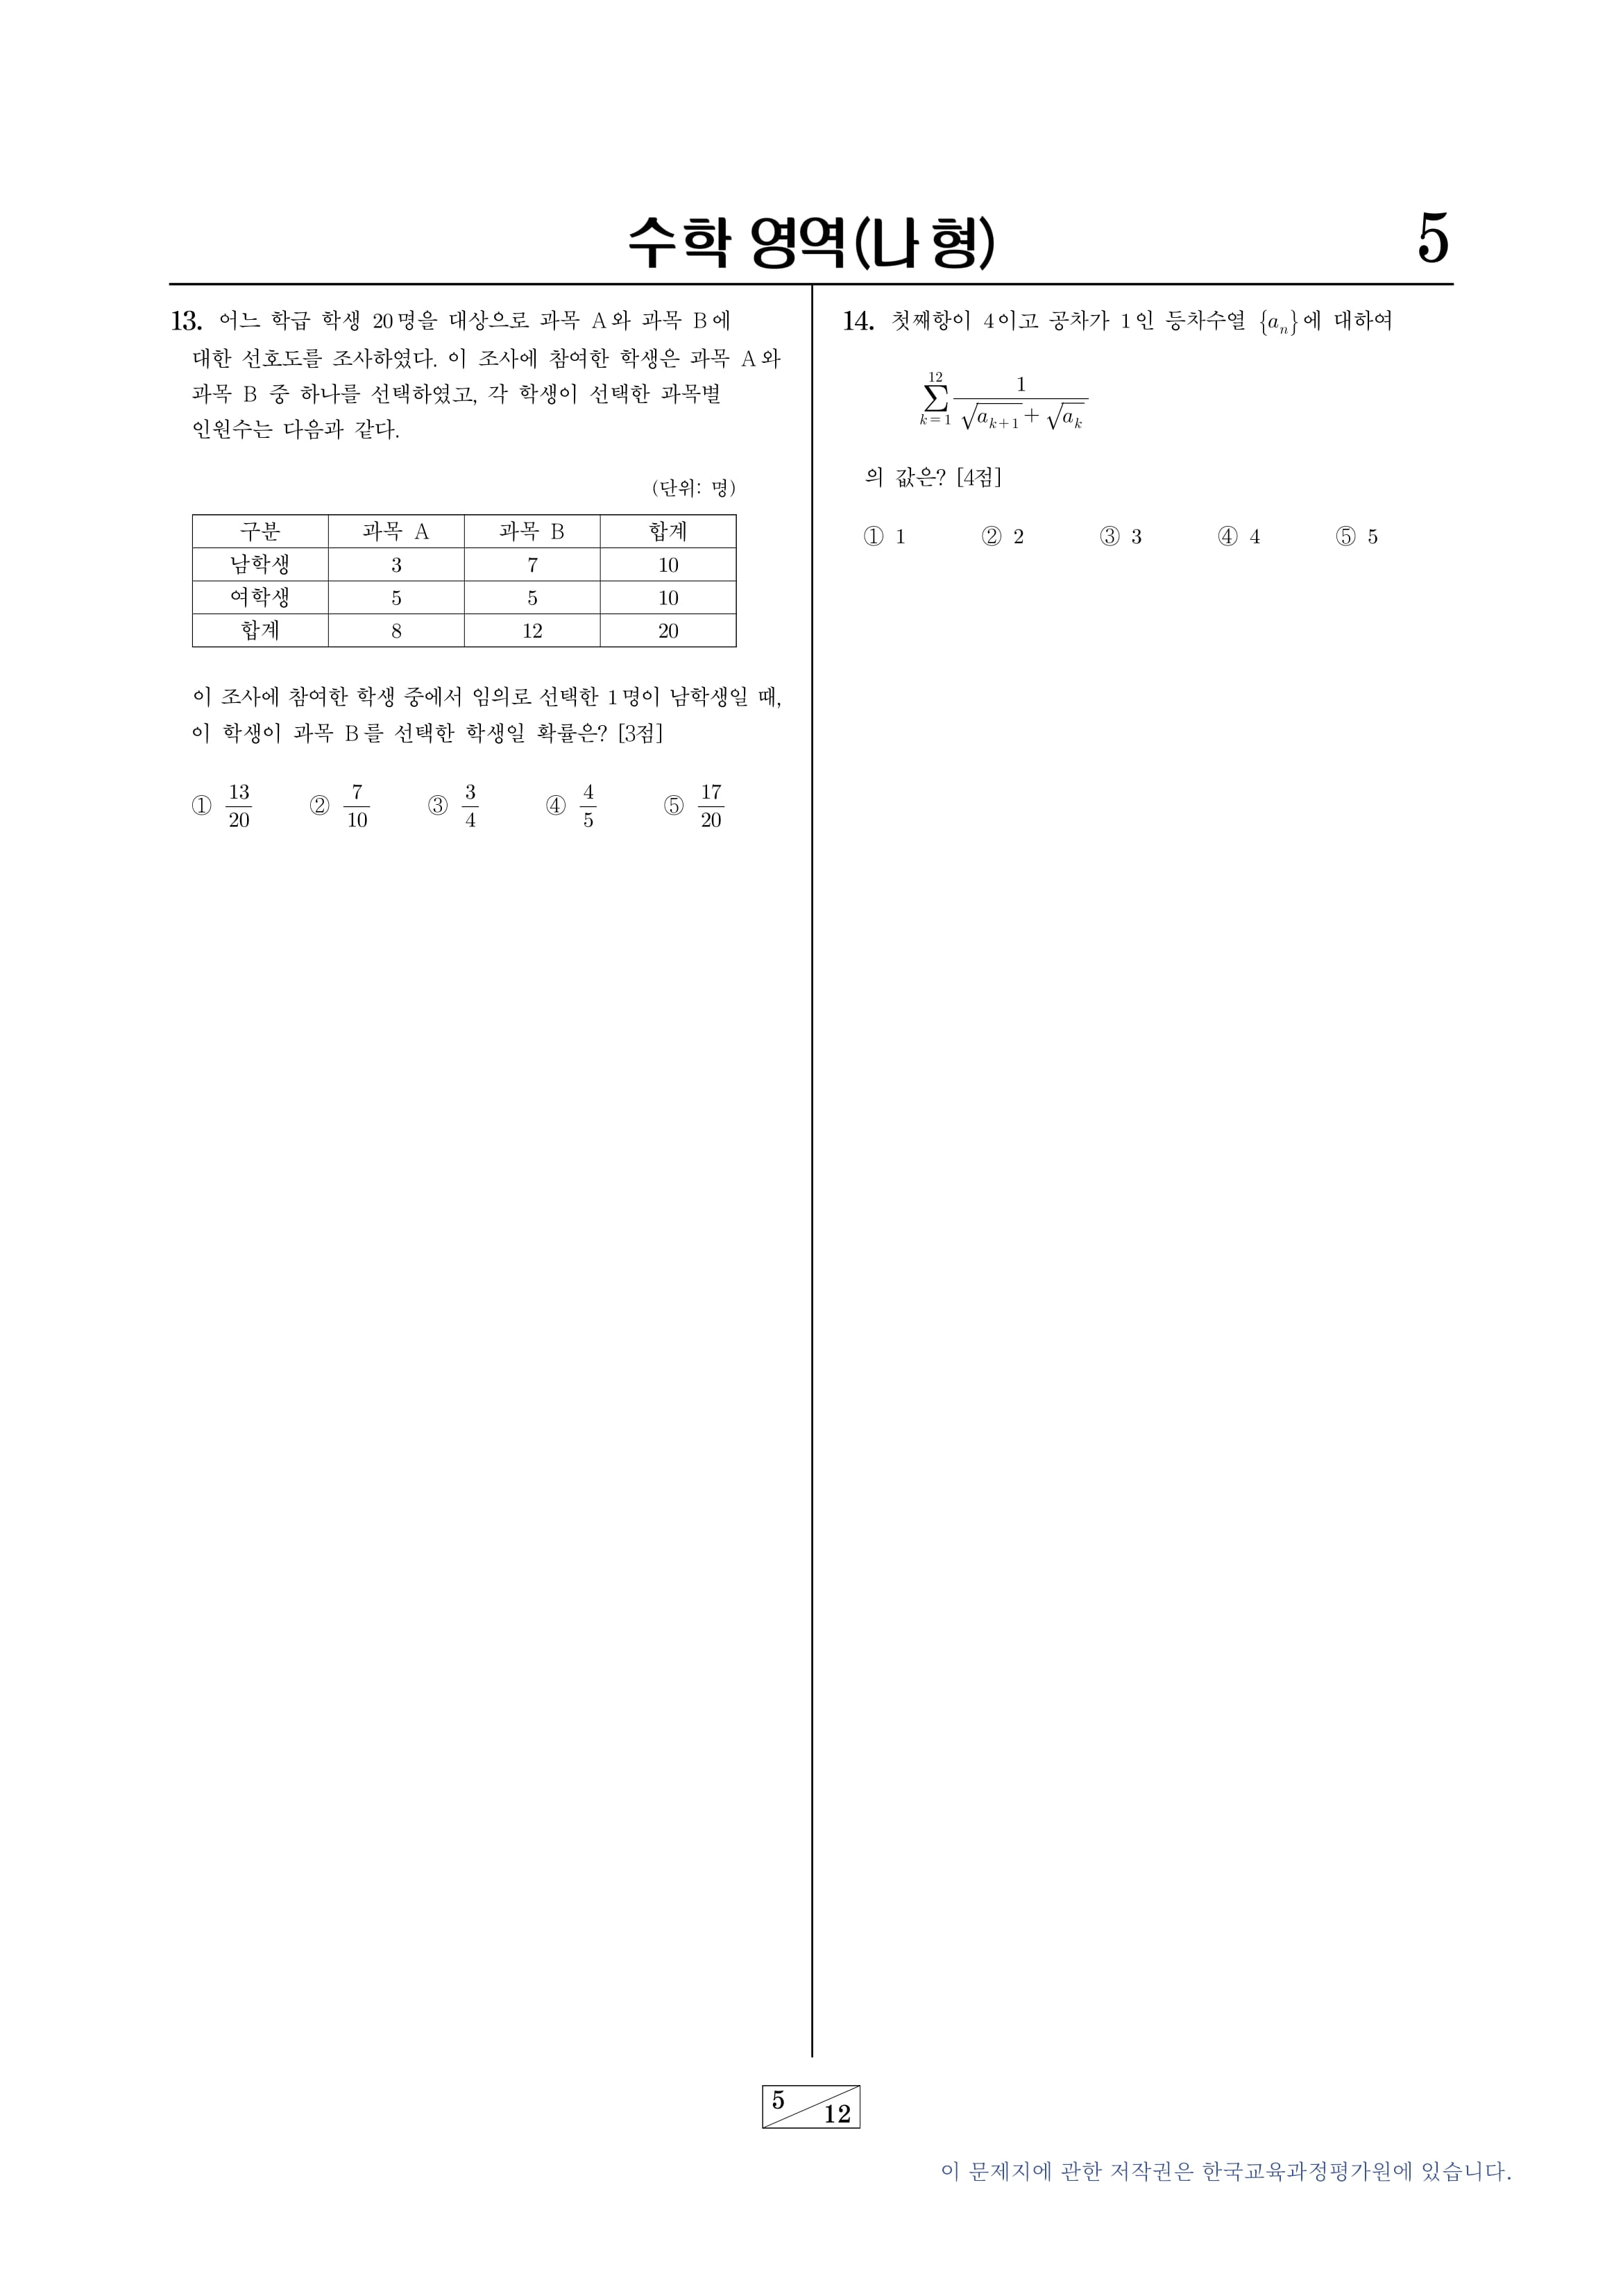 수학 영역(나 형)
5
13. 어느 학급 학생 20명을 대상으로 과목 A와 과목 B에
대한 선호도를 조사하였다. 이 조사에 참여한 학생은 과목 A와
과목 B 중 하나를 선택하였고, 각 학생이 선택한 과목별
인원수는 다음과 같다.
(단위: 명)
구분 과목 A 과목 B 합계
남학생 3 7 10
여학생 5 5 10
합계 8 12 20
이 조사에 참여한 학생 중에서 임의로 선택한 1명이 남학생일 때,
이 학생이 과목 B를 선택한 학생일 확률은? [3점]
① 13/20 ② 7/10 ③ 3/4 ④ 4/5 ⑤ 17/20
14. 첫째항이 4이고 공차가 1인 등차수열 {aₙ}에 대하여
\sum_{k=1}^{12} \frac{1}{\sqrt{a_{k+1}}+\sqrt{a_k}}
의 값은? [4점]
① 1 ② 2 ③ 3 ④ 4 ⑤ 5
5
12
이 문제지에 관한 저작권은 한국교육과정평가원에 있습니다.